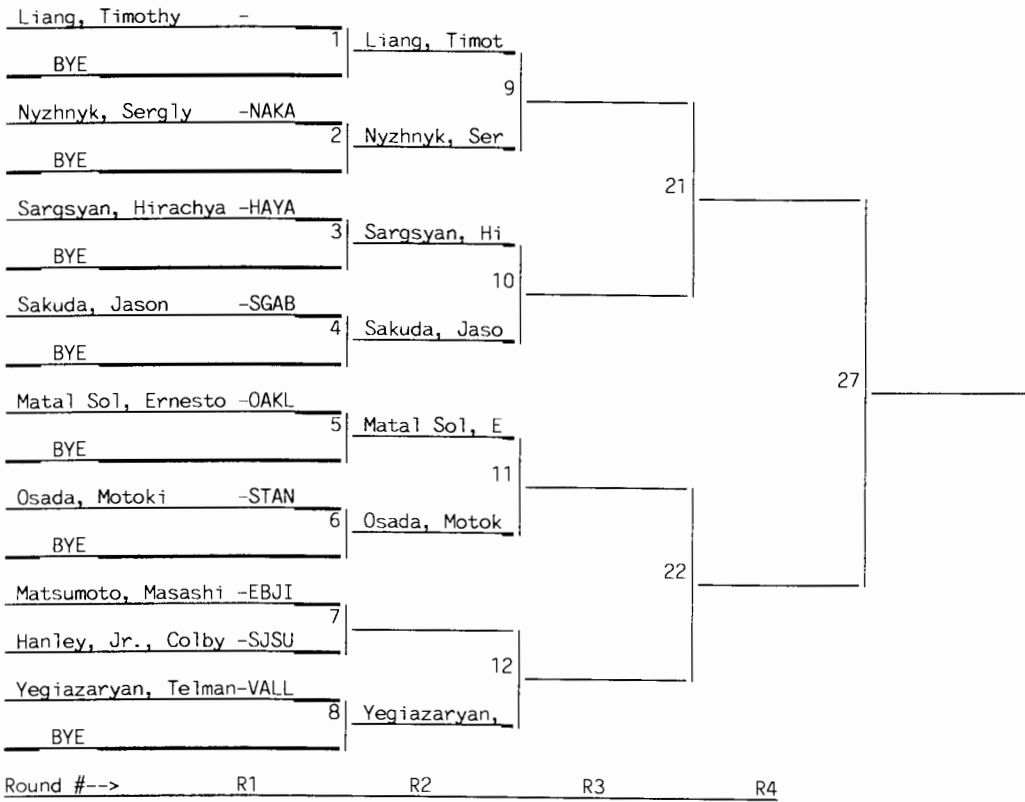 Liang, Timothy -
1 Liang, Timot
BYE
9
Nyzhnyk, Sergly -NAKA
2 Nyzhnyk, Ser
BYE
21
Sargsyan, Hirachya -HAYA
3 Sargsyan, Hi
BYE
10
Sakuda, Jason -SGAB
4 Sakuda, Jaso
BYE
27
Matal Sol, Ernesto -OAKL
5 Matal Sol, E
BYE
11
Osada, Motoki -STAN
6 Osada, Motok
BYE
22
Matsumoto, Masashi -EBJI
7
Hanley, Jr., Colby -SJSU
12
Yegiazaryan, Telman-VALL
8 Yegiazaryan,
BYE
Round #--> R1 R2 R3 R4